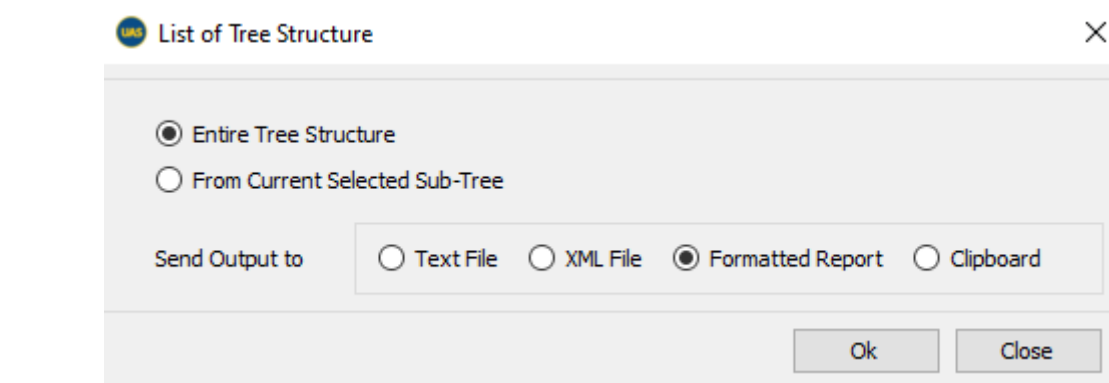 UAS List of Tree Structure
Entire Tree Structure
From Current Selected Sub-Tree
Send Output to Text File XML File Formatted Report Clipboard
Ok Close